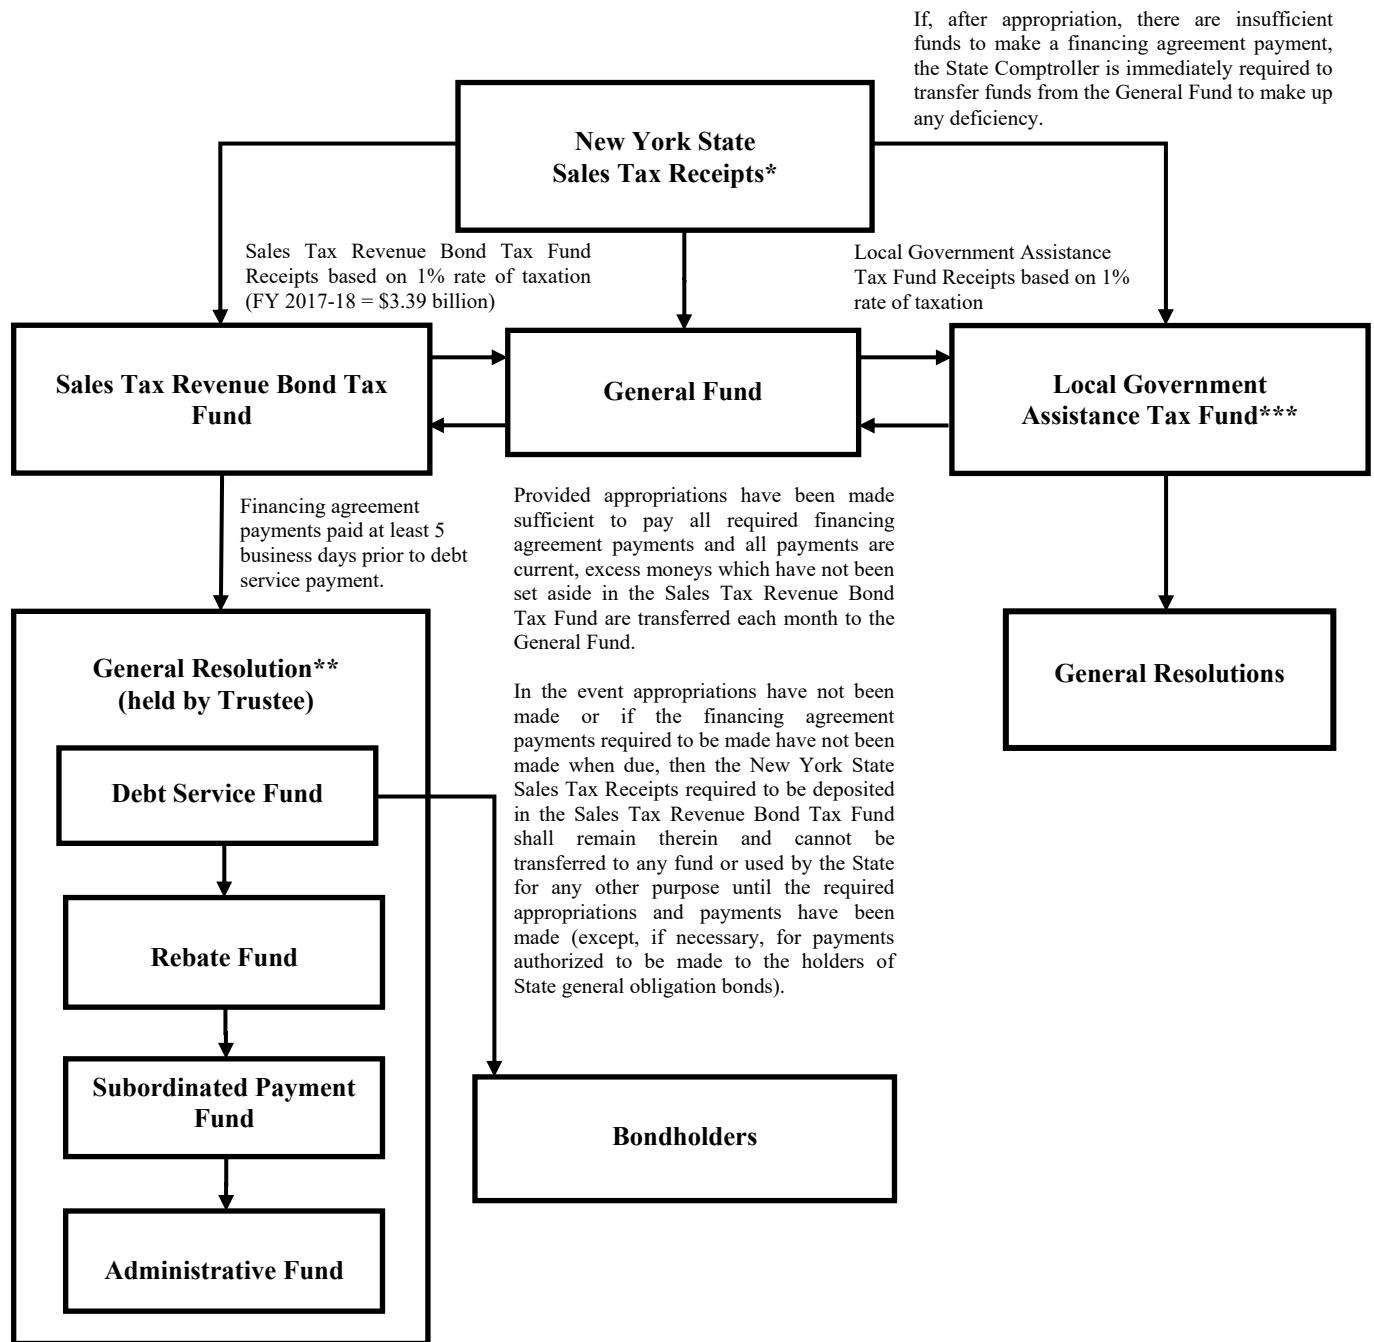 If, after appropriation, there are insufficient
funds to make a financing agreement payment,
the State Comptroller is immediately required to
transfer funds from the General Fund to make up
any deficiency.
New York State
Sales Tax Receipts*
Sales Tax Revenue Bond Tax Fund
Receipts based on 1% rate of taxation
(FY 2017-18 = $3.39 billion)
Local Government Assistance
Tax Fund Receipts based on 1%
rate of taxation
Sales Tax Revenue Bond Tax
Fund
General Fund
Local Government
Assistance Tax Fund***
Financing agreement
payments paid at least 5
business days prior to debt
service payment.
Provided appropriations have been made
sufficient to pay all required financing
agreement payments and all payments are
current, excess moneys which have not been
set aside in the Sales Tax Revenue Bond
Tax Fund are transferred each month to the
General Fund.
In the event appropriations have not been
made or if the financing agreement
payments required to be made have not been
made when due, then the New York State
Sales Tax Receipts required to be deposited
in the Sales Tax Revenue Bond Tax Fund
shall remain therein and cannot be
transferred to any fund or used by the State
for any other purpose until the required
appropriations and payments have been
made (except, if necessary, for payments
authorized to be made to the holders of
State general obligation bonds).
General Resolutions
General Resolution**
(held by Trustee)
Debt Service Fund
Rebate Fund
Subordinated Payment
Fund
Administrative Fund
Bondholders